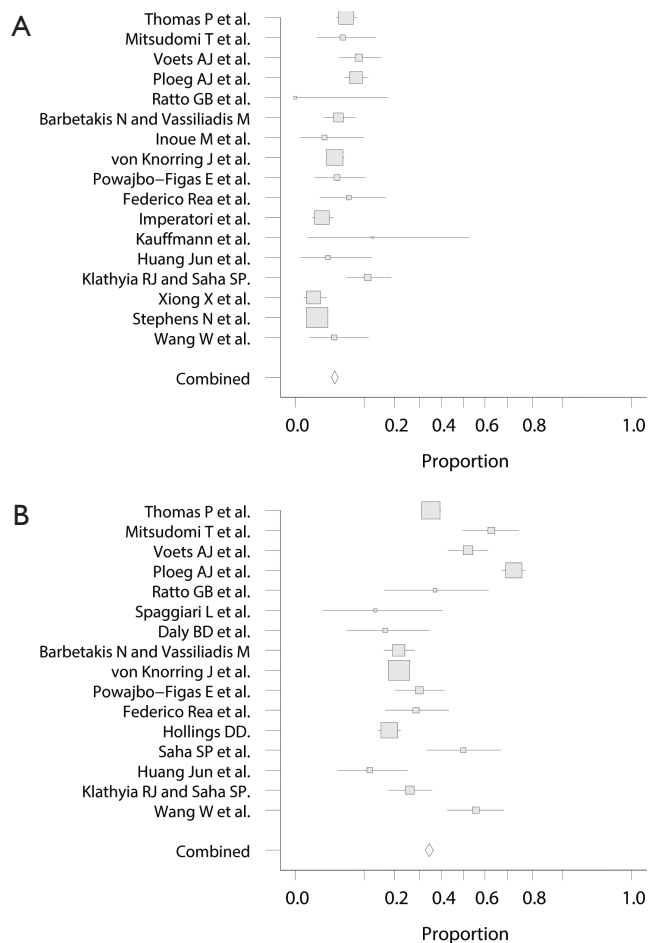 A
Thomas P et al.
Mitsudomi T et al.
Voets AJ et al.
Ploeg AJ et al.
Ratto GB et al.
Barbetakis N and Vassiliadis M
Inoue M et al.
von Knorring J et al.
Powajbo−Figas E et al.
Federico Rea et al.
Imperatori et al.
Kauffmann et al.
Huang Jun et al.
Klathyia RJ and Saha SP.
Xiong X et al.
Stephens N et al.
Wang W et al.
Combined
0.0 0.2 0.4 0.6 0.8 1.0
Proportion
B
Thomas P et al.
Mitsudomi T et al.
Voets AJ et al.
Ploeg AJ et al.
Ratto GB et al.
Spaggiari L et al.
Daly BD et al.
Barbetakis N and Vassiliadis M
von Knorring J et al.
Powajbo−Figas E et al.
Federico Rea et al.
Hollings DD.
Saha SP et al.
Huang Jun et al.
Klathyia RJ and Saha SP.
Wang W et al.
Combined
0.0 0.2 0.4 0.6 0.8 1.0
Proportion